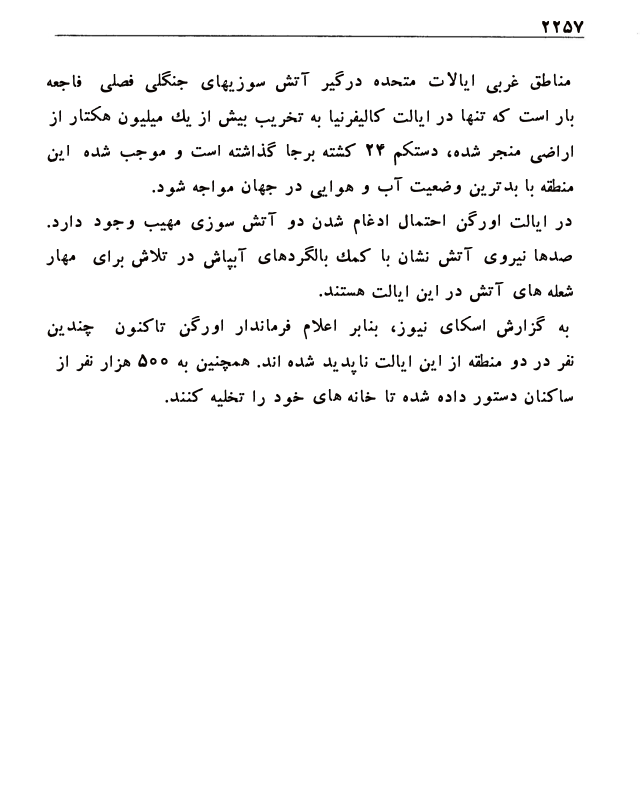 ۲۲۵۷
مناطق غربی ایالات متحده درگیر آتش سوزیهای جنگلی فصلی فاجعه
بار است که تنها در ایالت کالیفرنیا به تخریب بیش از یك میلیون هکتار از
اراضی منجر شده، دستکم ۲۴ کشته برجا گذاشته است و موجب شده این
منطقه با بدترین وضعیت آب و هوایی در جهان مواجه شود.
در ایالت اورگن احتمال ادغام شدن دو آتش سوزی مهیب وجود دارد.
صدها نیروی آتش نشان با کمك بالگردهای آبپاش در تلاش برای مهار
شعله های آتش در این ایالت هستند.
به گزارش اسکای نیوز، بنابر اعلام فرماندار اورگن تاکنون چندین
نفر در دو منطقه از این ایالت ناپدید شده اند. همچنین به ۵۰۰ هزار نفر از
ساکنان دستور داده شده تا خانه های خود را تخلیه کنند.